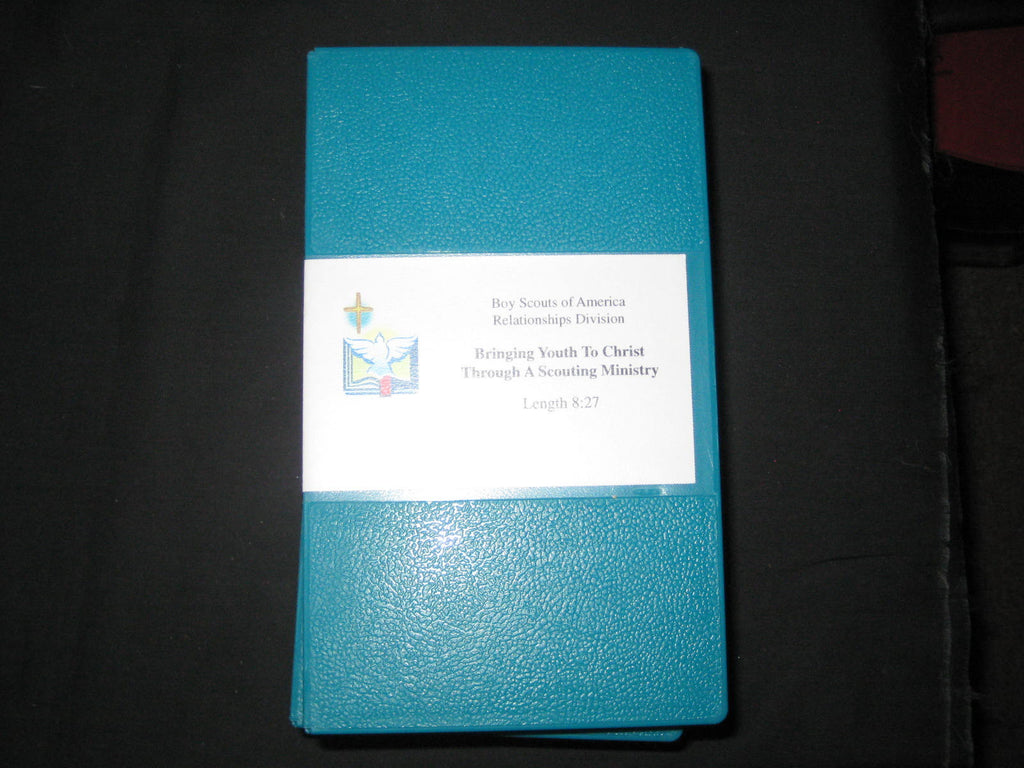 Boy Scouts of America
Relationships Division
Bringing Youth To Christ
Through A Scouting Ministry
Length 8:27